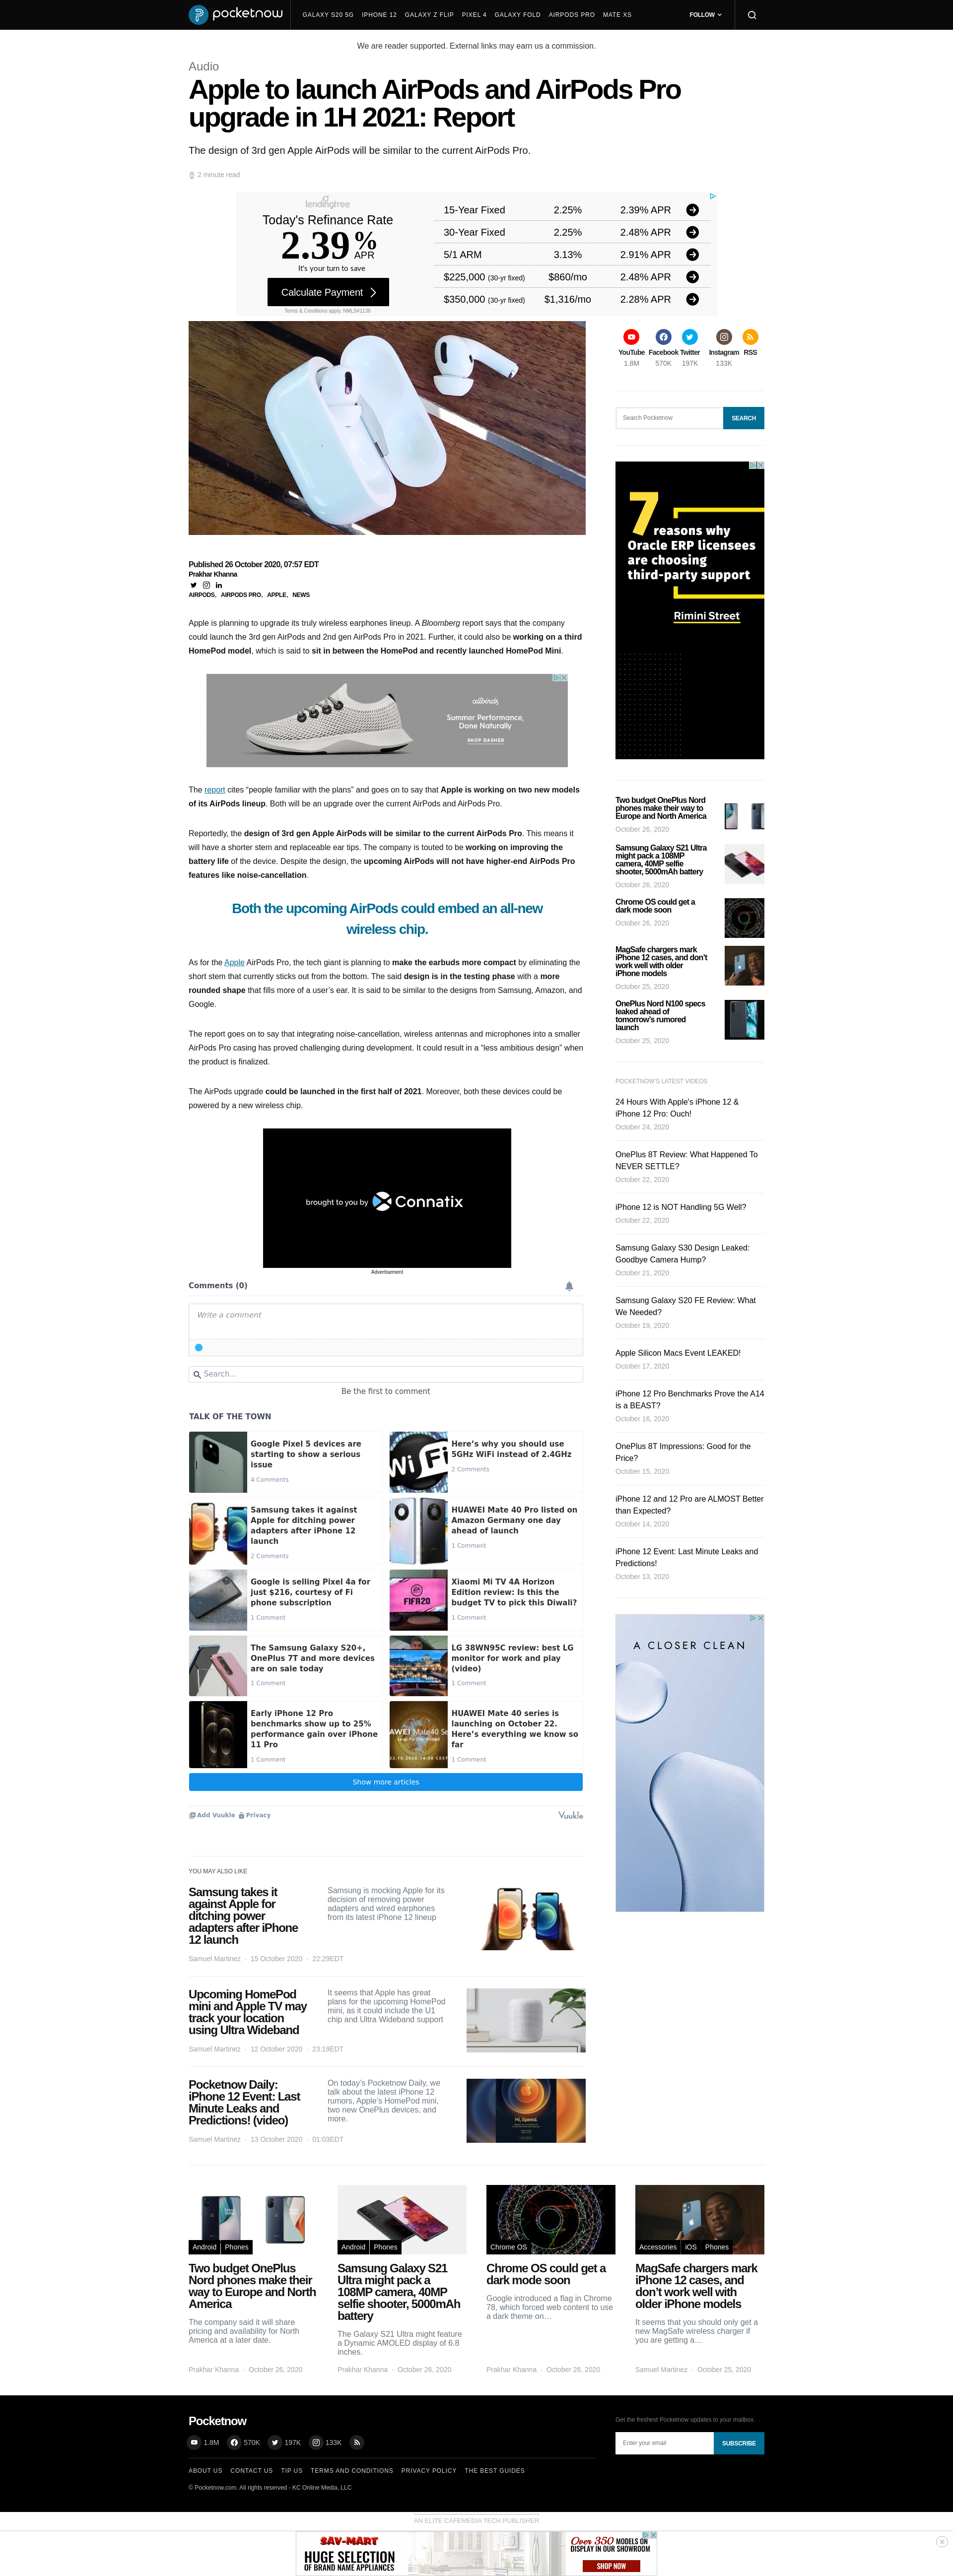 pocketnow
GALAXY S20 5G IPHONE 12 GALAXY Z FLIP PIXEL 4 GALAXY FOLD AIRPODS PRO MATE XS
FOLLOW
We are reader supported. External links may earn us a commission.
Audio
Apple to launch AirPods and AirPods Pro
upgrade in 1H 2021: Report
The design of 3rd gen Apple AirPods will be similar to the current AirPods Pro.
2 minute read
lendingtree
Today's Refinance Rate
2.39%
APR
It's your turn to save
Calculate Payment
Terms & Conditions apply. NMLS#1136
15-Year Fixed 2.25% 2.39% APR
30-Year Fixed 2.25% 2.48% APR
5/1 ARM 3.13% 2.91% APR
$225,000 (30-yr fixed) $860/mo 2.48% APR
$350,000 (30-yr fixed) $1,316/mo 2.28% APR
YouTube Facebook Twitter Instagram RSS
1.8M 570K 197K 133K
Search Pocketnow
SEARCH
7 reasons why
Oracle ERP licensees
are choosing
third-party support
Rimini Street
Published 26 October 2020, 07:57 EDT
Prakhar Khanna
AIRPODS, AIRPODS PRO, APPLE, NEWS
Apple is planning to upgrade its truly wireless earphones lineup. A Bloomberg report says that the company
could launch the 3rd gen AirPods and 2nd gen AirPods Pro in 2021. Further, it could also be working on a third
HomePod model, which is said to sit in between the HomePod and recently launched HomePod Mini.
allbirds
Summer Performance,
Done Naturally
SHOP DASHER
The report cites “people familiar with the plans” and goes on to say that Apple is working on two new models
of its AirPods lineup. Both will be an upgrade over the current AirPods and AirPods Pro.
Reportedly, the design of 3rd gen Apple AirPods will be similar to the current AirPods Pro. This means it
will have a shorter stem and replaceable ear tips. The company is touted to be working on improving the
battery life of the device. Despite the design, the upcoming AirPods will not have higher-end AirPods Pro
features like noise-cancellation.
Both the upcoming AirPods could embed an all-new
wireless chip.
As for the Apple AirPods Pro, the tech giant is planning to make the earbuds more compact by eliminating the
short stem that currently sticks out from the bottom. The said design is in the testing phase with a more
rounded shape that fills more of a user’s ear. It is said to be similar to the designs from Samsung, Amazon, and
Google.
The report goes on to say that integrating noise-cancellation, wireless antennas and microphones into a smaller
AirPods Pro casing has proved challenging during development. It could result in a “less ambitious design” when
the product is finalized.
The AirPods upgrade could be launched in the first half of 2021. Moreover, both these devices could be
powered by a new wireless chip.
brought to you by Connatix
Advertisement
Comments (0)
Write a comment
Search...
Be the first to comment
TALK OF THE TOWN
Google Pixel 5 devices are
starting to show a serious
issue
4 Comments
WiFi
Here’s why you should use
5GHz WiFi instead of 2.4GHz
2 Comments
Samsung takes it against
Apple for ditching power
adapters after iPhone 12
launch
2 Comments
HUAWEI Mate 40 Pro listed on
Amazon Germany one day
ahead of launch
1 Comment
Google is selling Pixel 4a for
just $216, courtesy of Fi
phone subscription
1 Comment
FIFA20
Xiaomi Mi TV 4A Horizon
Edition review: Is this the
budget TV to pick this Diwali?
1 Comment
The Samsung Galaxy S20+,
OnePlus 7T and more devices
are on sale today
1 Comment
LG 38WN95C review: best LG
monitor for work and play
(video)
1 Comment
Early iPhone 12 Pro
benchmarks show up to 25%
performance gain over iPhone
11 Pro
1 Comment
HUAWEI Mate 40 series is
launching on October 22.
Here’s everything we know so
far
1 Comment
Show more articles
Add Vuukle Privacy
Vuukle
Two budget OnePlus Nord
phones make their way to
Europe and North America
October 26, 2020
Samsung Galaxy S21 Ultra
might pack a 108MP
camera, 40MP selfie
shooter, 5000mAh battery
October 26, 2020
Chrome OS could get a
dark mode soon
October 26, 2020
MagSafe chargers mark
iPhone 12 cases, and don’t
work well with older
iPhone models
October 25, 2020
OnePlus Nord N100 specs
leaked ahead of
tomorrow’s rumored
launch
October 25, 2020
POCKETNOW’S LATEST VIDEOS
24 Hours With Apple's iPhone 12 &
iPhone 12 Pro: Ouch!
October 24, 2020
OnePlus 8T Review: What Happened To
NEVER SETTLE?
October 22, 2020
iPhone 12 is NOT Handling 5G Well?
October 22, 2020
Samsung Galaxy S30 Design Leaked:
Goodbye Camera Hump?
October 21, 2020
Samsung Galaxy S20 FE Review: What
We Needed?
October 19, 2020
Apple Silicon Macs Event LEAKED!
October 17, 2020
iPhone 12 Pro Benchmarks Prove the A14
is a BEAST?
October 16, 2020
OnePlus 8T Impressions: Good for the
Price?
October 15, 2020
iPhone 12 and 12 Pro are ALMOST Better
than Expected?
October 14, 2020
iPhone 12 Event: Last Minute Leaks and
Predictions!
October 13, 2020
A CLOSER CLEAN
YOU MAY ALSO LIKE
Samsung takes it
against Apple for
ditching power
adapters after iPhone
12 launch
Samuel Martinez - 15 October 2020 - 22:29EDT
Samsung is mocking Apple for its
decision of removing power
adapters and wired earphones
from its latest iPhone 12 lineup
Upcoming HomePod
mini and Apple TV may
track your location
using Ultra Wideband
Samuel Martinez - 12 October 2020 - 23:19EDT
It seems that Apple has great
plans for the upcoming HomePod
mini, as it could include the U1
chip and Ultra Wideband support
Pocketnow Daily:
iPhone 12 Event: Last
Minute Leaks and
Predictions! (video)
Samuel Martinez - 13 October 2020 - 01:03EDT
On today’s Pocketnow Daily, we
talk about the latest iPhone 12
rumors, Apple’s HomePod mini,
two new OnePlus devices, and
more.
Hi, Speed.
Android Phones
Two budget OnePlus
Nord phones make their
way to Europe and North
America
The company said it will share
pricing and availability for North
America at a later date.
Prakhar Khanna - October 26, 2020
Android Phones
Samsung Galaxy S21
Ultra might pack a
108MP camera, 40MP
selfie shooter, 5000mAh
battery
The Galaxy S21 Ultra might feature
a Dynamic AMOLED display of 6.8
inches.
Prakhar Khanna - October 26, 2020
Chrome OS
Chrome OS could get a
dark mode soon
Google introduced a flag in Chrome
78, which forced web content to use
a dark theme on…
Prakhar Khanna - October 26, 2020
Accessories iOS Phones
MagSafe chargers mark
iPhone 12 cases, and
don’t work well with
older iPhone models
It seems that you should only get a
new MagSafe wireless charger if
you are getting a…
Samuel Martinez - October 25, 2020
Pocketnow
1.8M 570K 197K 133K
ABOUT US CONTACT US TIP US TERMS AND CONDITIONS PRIVACY POLICY THE BEST GUIDES
© Pocketnow.com. All rights reserved - KC Online Media, LLC
Get the freshest Pocketnow updates to your mailbox.
Enter your email
SUBSCRIBE
AN ELITE CAFEMEDIA TECH PUBLISHER
SAV-MART
HUGE SELECTION
OF BRAND NAME APPLIANCES
Over 350 MODELS ON
DISPLAY IN OUR SHOWROOM
SHOP NOW